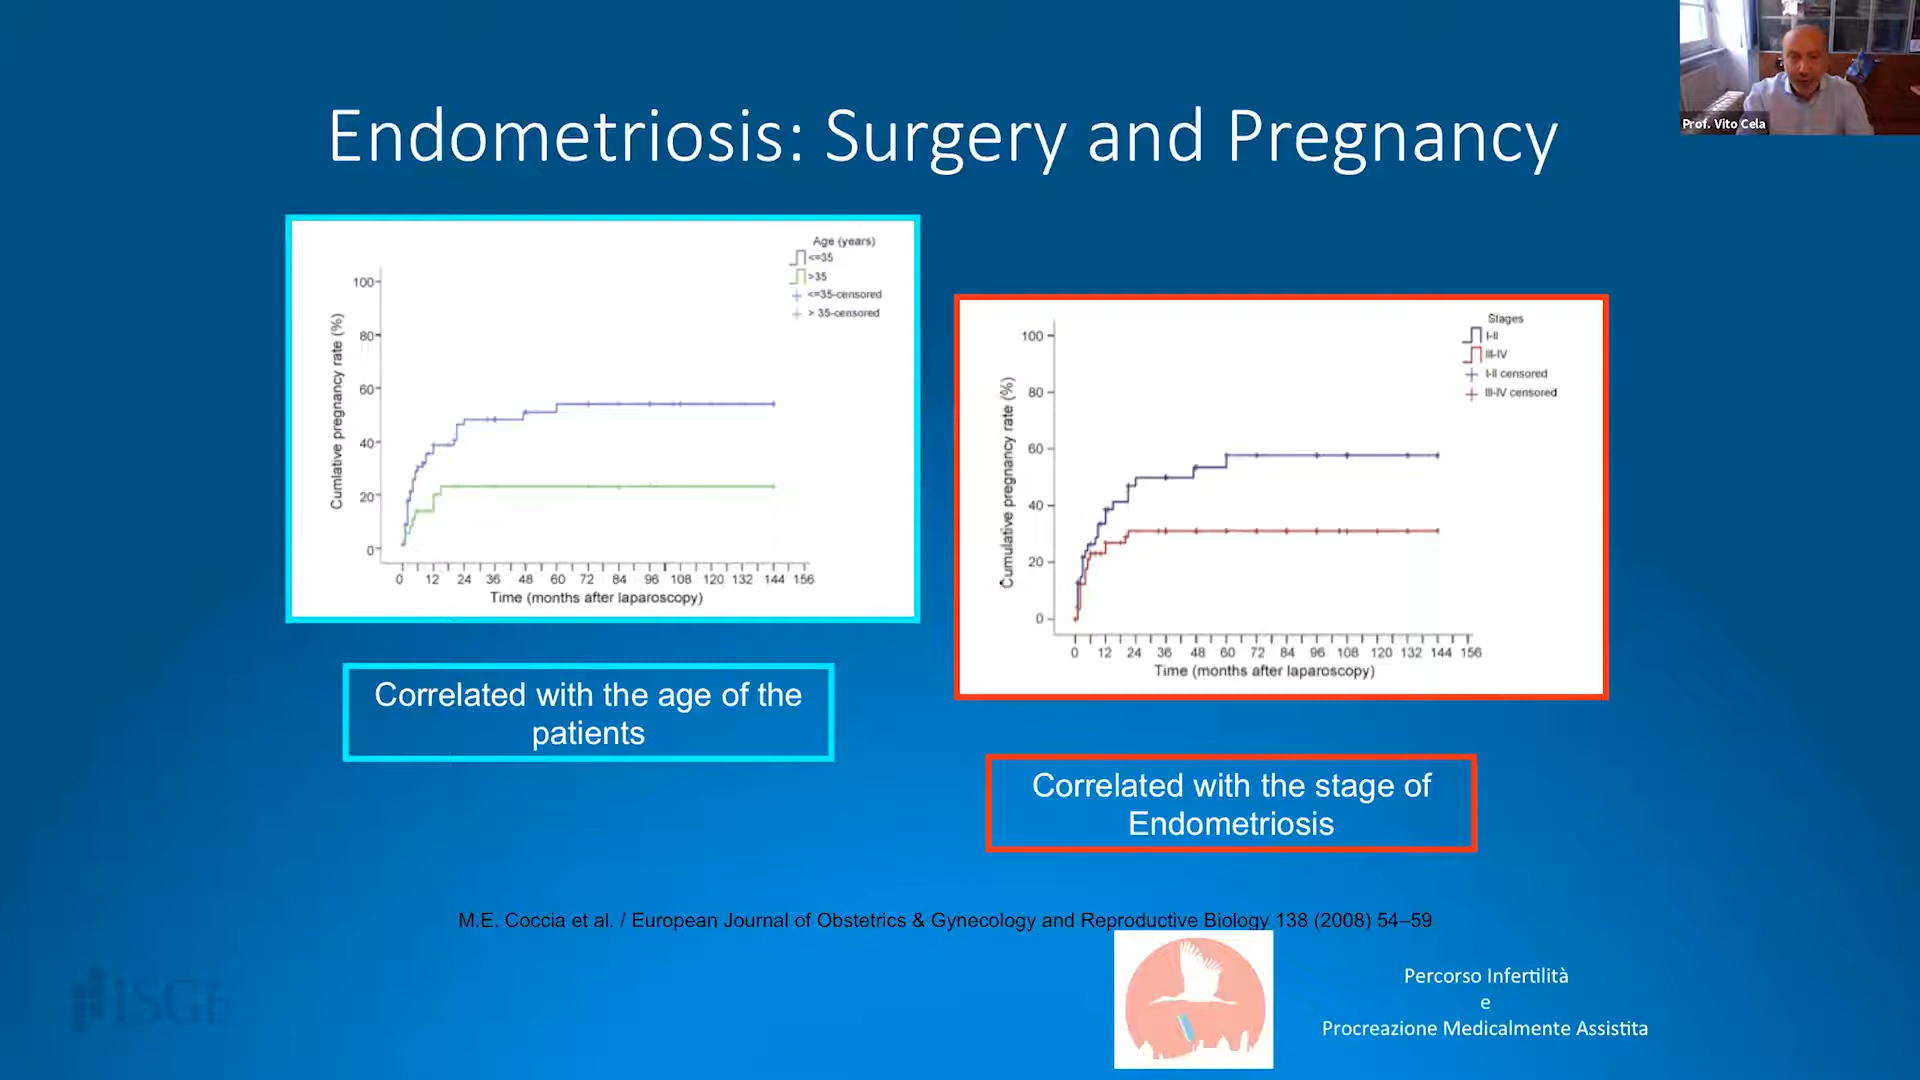 Prof. Vito Cela
Endometriosis: Surgery and Pregnancy
Age (years)
<=35
>35
<=35-censored
> 35-censored
Cumlative pregnancy rate (%)
100
80
60
40
20
0
0 12 24 36 48 60 72 84 96 108 120 132 144 156
Time (months after laparoscopy)
Stages
I-II
III-IV
I-II censored
III-IV censored
Cumulative pregnancy rate (%)
100
80
60
40
20
0
0 12 24 36 48 60 72 84 96 108 120 132 144 156
Time (months after laparoscopy)
Correlated with the age of the
patients
Correlated with the stage of
Endometriosis
M.E. Coccia et al. / European Journal of Obstetrics & Gynecology and Reproductive Biology 138 (2008) 54–59
ISGE
Percorso Infertilità
e
Procreazione Medicalmente Assistita